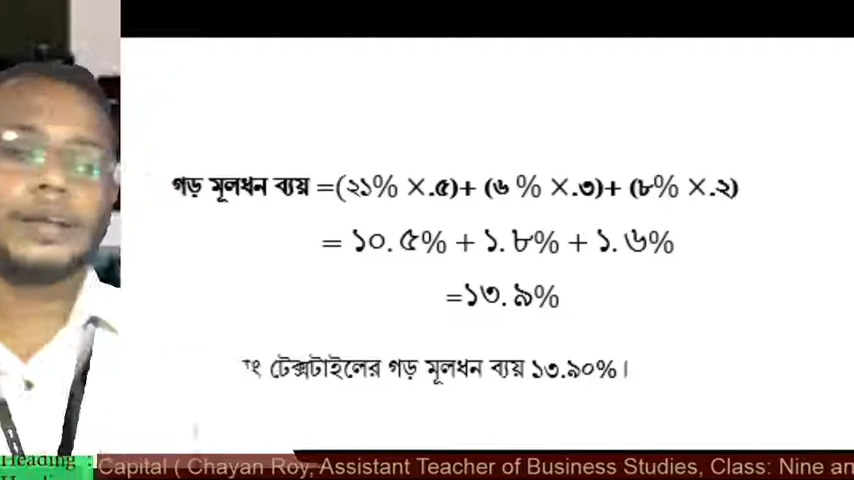 গড় মূলধন ব্যয় =(২১% ×.৫)+ (৬ % ×.৩)+ (৮% ×.২)
= ১০.৫% + ১.৮% + ১.৬%
=১৩.৯%
টেক্সটাইলের গড় মূলধন ব্যয় ১৩.৯০%।
Heading : Capital ( Chayan Roy, Assistant Teacher of Business Studies, Class: Nine an